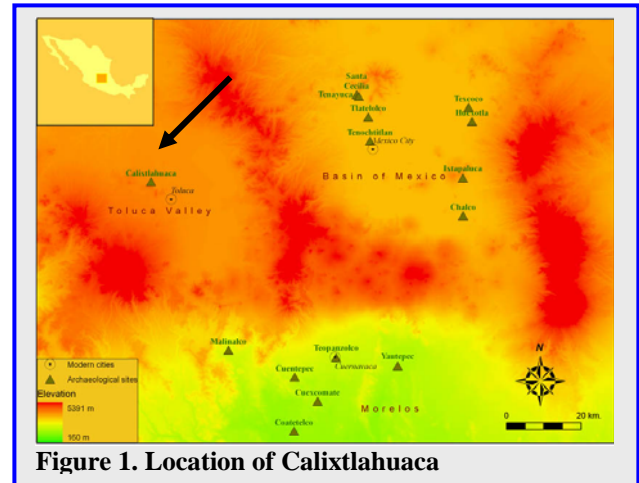 Santa
Cecilia
Tenayuca
Texcoco
Tlatelolco
Huexotla
Tenochtitlan
Mexico City
Calixtlahuaca
Ixtapaluca
Basin of Mexico
Toluca
Toluca Valley
Chalco
Malinalco
Teopanzolco
Yautepec
Cuernavaca
Cuentepec
Cuexcomate
Morelos
Coatetelco
N
0 20 km.
Modern cities
Archaeological sites
Elevation
5391 m
160 m
Figure 1. Location of Calixtlahuaca